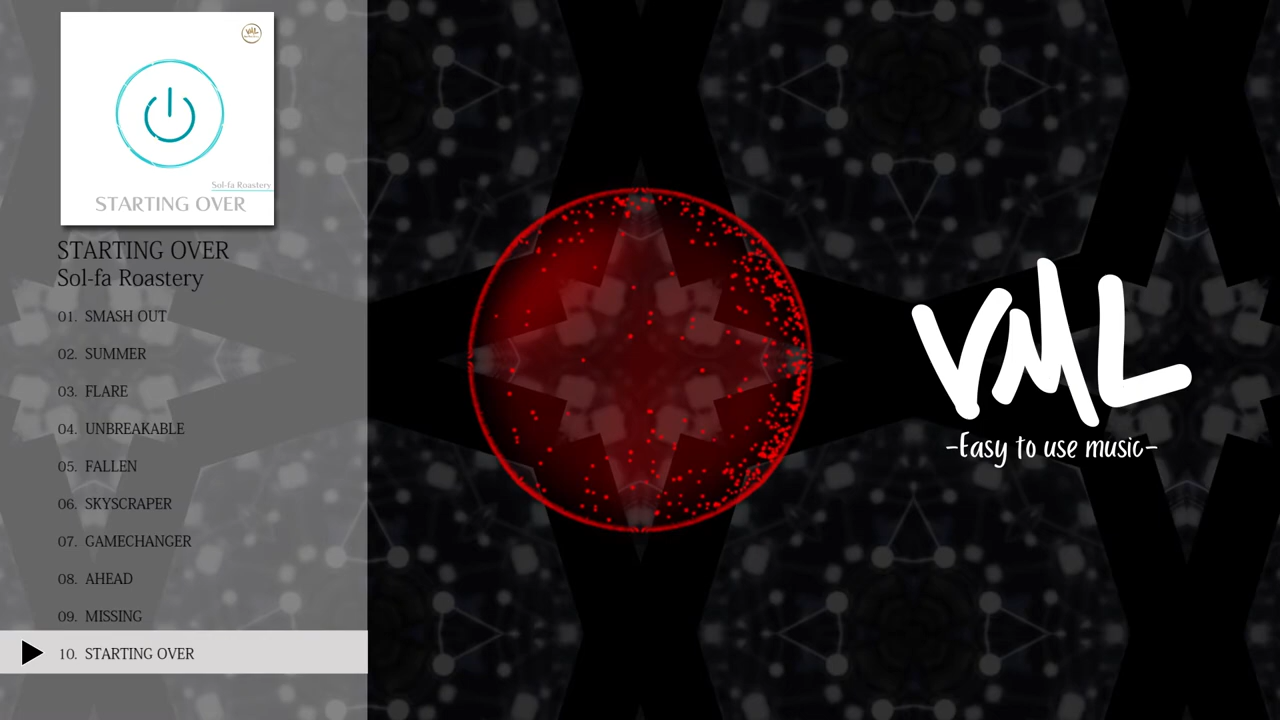 VML
Sol-fa Roastery
STARTING OVER
STARTING OVER
Sol-fa Roastery
01. SMASH OUT
02. SUMMER
03. FLARE
04. UNBREAKABLE
05. FALLEN
06. SKYSCRAPER
07. GAMECHANGER
08. AHEAD
09. MISSING
10. STARTING OVER
VML
-Easy to use music-